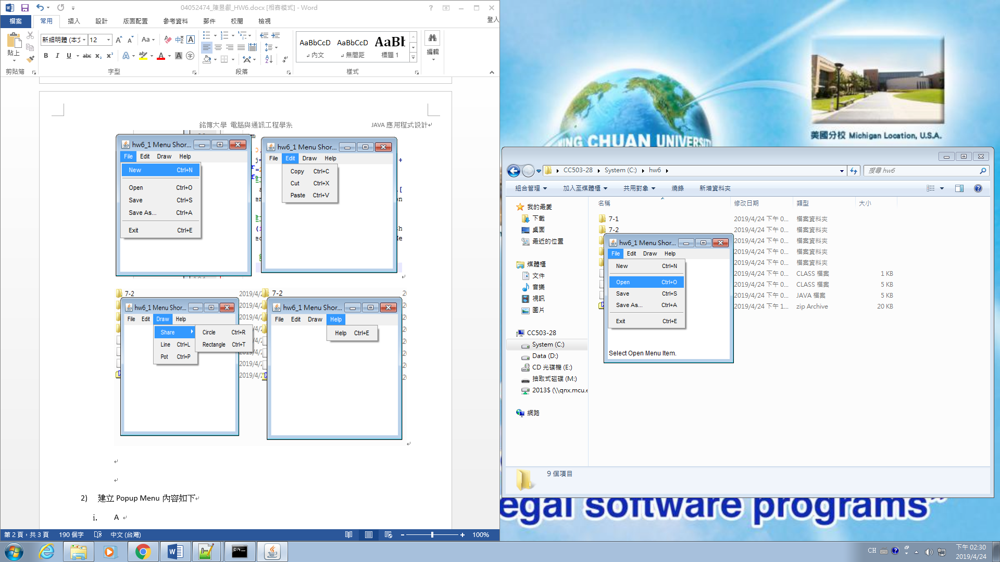 04052474_陳昱叡_HW6.docx [相容模式] - Word
檔案 常用 插入 設計 版面配置 參考資料 郵件 校閱 檢視 登入
貼上 新細明體 (本文 12 Aa
B I U abc x₂ x² A A A
AaBbCcD AaBbCcD AaBb
內文 無間距 標題 1
編輯
剪貼簿 字型 段落 樣式
銘傳大學 電腦與通訊工程學系 JAVA 應用程式設計
hw6_1 Menu Shor...
File Edit Draw Help
New Ctrl+N
Open Ctrl+O
Save Ctrl+S
Save As... Ctrl+A
Exit Ctrl+E
hw6_1 Menu Shor...
File Edit Draw Help
Copy Ctrl+C
Cut Ctrl+X
Paste Ctrl+V
7-2 2019/4/2 7-2
hw6_1 Menu Shor...
File Edit Draw Help
Share Circle Ctrl+R
Line Ctrl+L Rectangle Ctrl+T
Pot Ctrl+P
2019/4/2
2019/4/2
hw6_1 Menu Shor...
File Edit Draw Help
Help Ctrl+E
2) 建立 Popup Menu 內容如下
i. A
第 2 頁，共 3 頁 190 個字 中文 (台灣) 100%
MING CHUAN UNIVERSITY
美國分校 Michigan Location, U.S.A.
CC503-28 System (C:) hw6
搜尋 hw6
組合管理 加入至媒體櫃 共用對象 燒錄 新增資料夾
我的最愛
下載
桌面
最近的位置
媒體櫃
文件
音樂
視訊
圖片
CC503-28
System (C:)
Data (D:)
CD 光碟機 (E:)
抽取式磁碟 (M:)
2013$ (\\qnx.mcu.e
網路
名稱 修改日期 類型 大小
7-1 2019/4/24 下午 0... 檔案資料夾
7-2 2019/4/24 下午 0... 檔案資料夾
2019/4/24 下午 0... 檔案資料夾
2019/4/24 下午 0... 檔案資料夾
2019/4/24 下午 0... 檔案資料夾
2019/4/24 下午 0... CLASS 檔案 1 KB
2019/4/24 下午 0... CLASS 檔案 5 KB
2019/4/24 下午 0... JAVA 檔案 5 KB
2019/4/24 下午 1... zip Archive 20 KB
hw6_1 Menu Shor...
File Edit Draw Help
New Ctrl+N
Open Ctrl+O
Save Ctrl+S
Save As... Ctrl+A
Exit Ctrl+E
Select Open Menu Item.
9 個項目
egal software programs"
CH
下午 02:30
2019/4/24